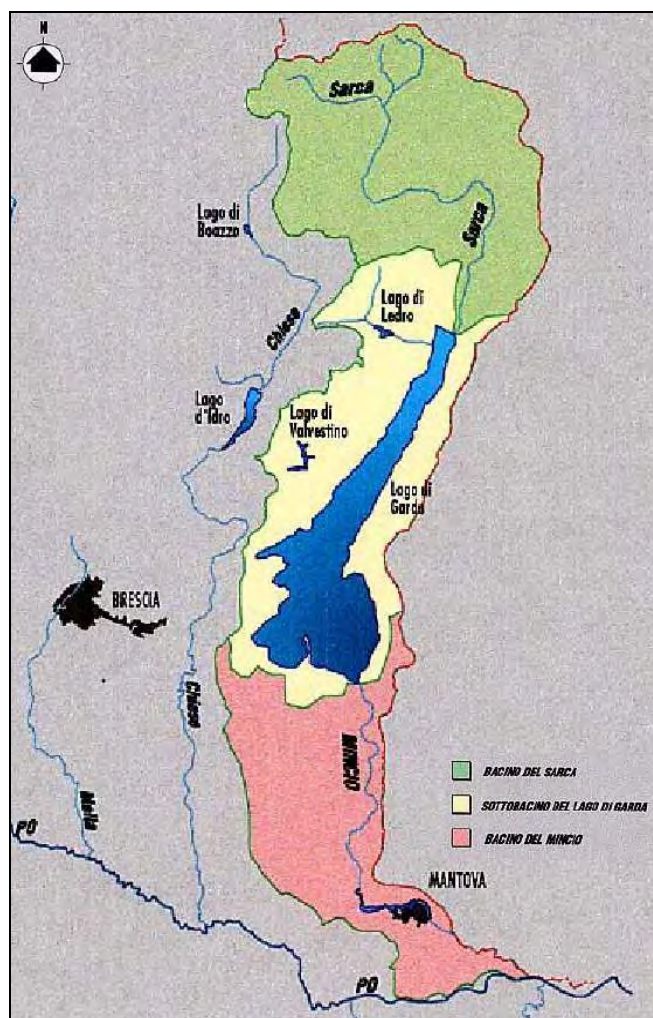 N
Sarca
Sarca
Lago di
Boazzo
Lago di
Ledro
Chiese
Lago
d'Idro
Lago di
Valvestino
Lago di
Garda
BRESCIA
Chiese
MINCIO
Mella
BACINO DEL SARCA
SOTTOBACINO DEL LAGO DI GARDA
BACINO DEL MINCIO
PO
MANTOVA
PO